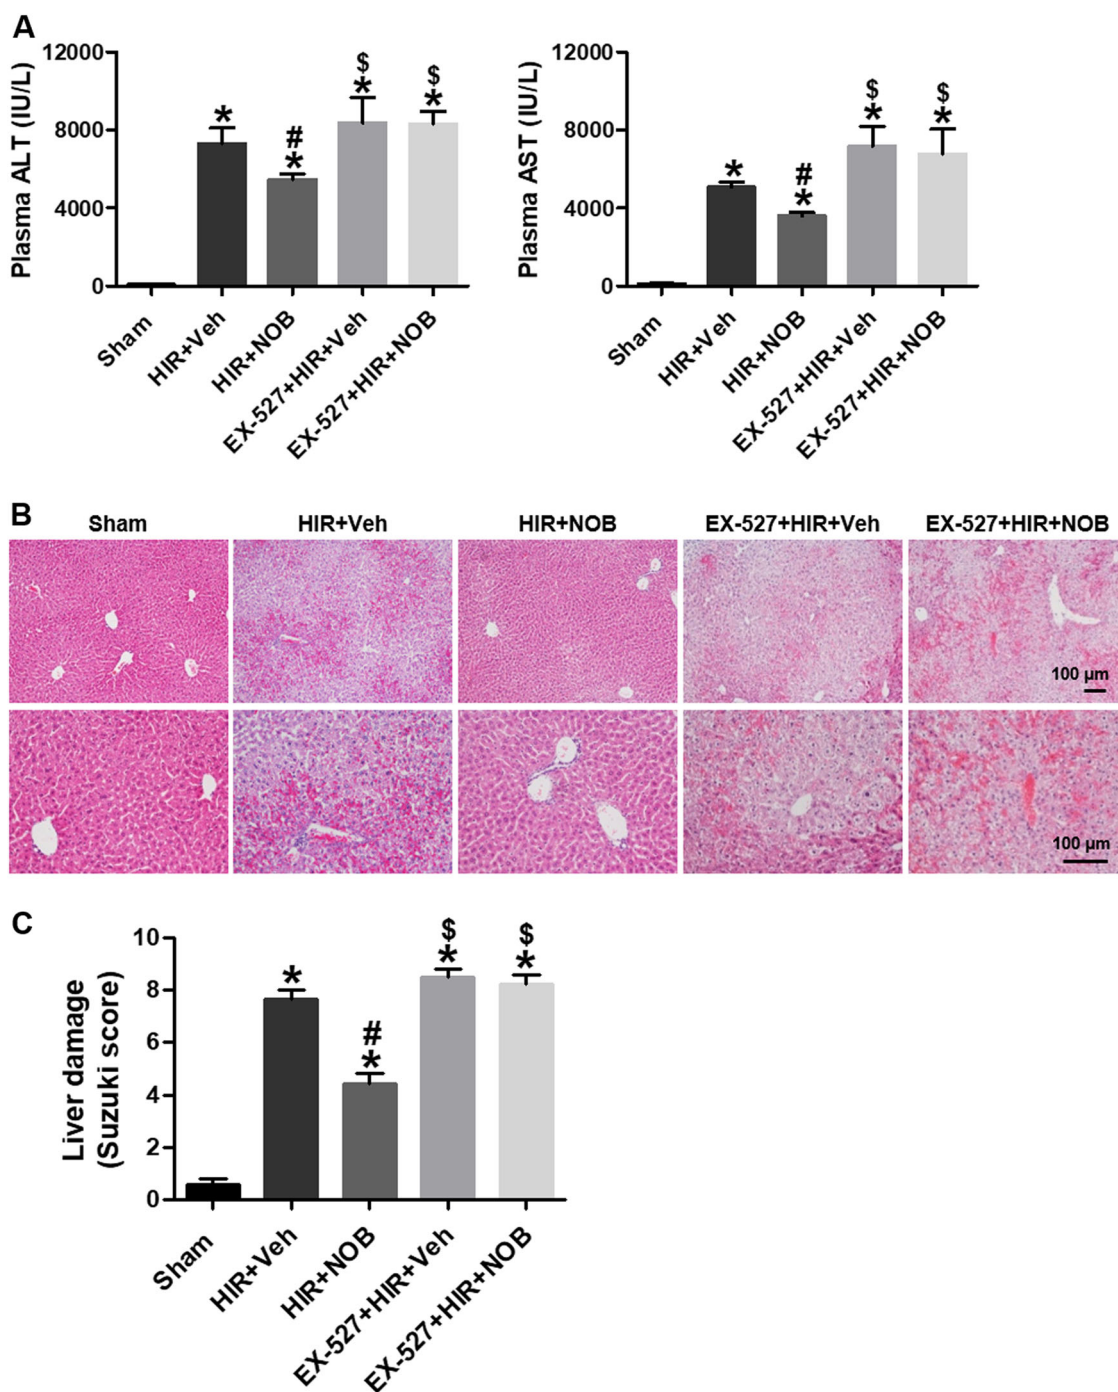 A
Plasma ALT (IU/L)
12000
8000
4000
0
*
#
*
$
*
$
*
Sham
HIR+Veh
HIR+NOB
EX-527+HIR+Veh
EX-527+HIR+NOB
Plasma AST (IU/L)
12000
8000
4000
0
*
#
*
$
*
$
*
Sham
HIR+Veh
HIR+NOB
EX-527+HIR+Veh
EX-527+HIR+NOB
B
Sham
HIR+Veh
HIR+NOB
EX-527+HIR+Veh
EX-527+HIR+NOB
100 µm
100 µm
C
Liver damage
(Suzuki score)
10
8
6
4
2
0
*
#
*
$
*
$
*
Sham
HIR+Veh
HIR+NOB
EX-527+HIR+Veh
EX-527+HIR+NOB